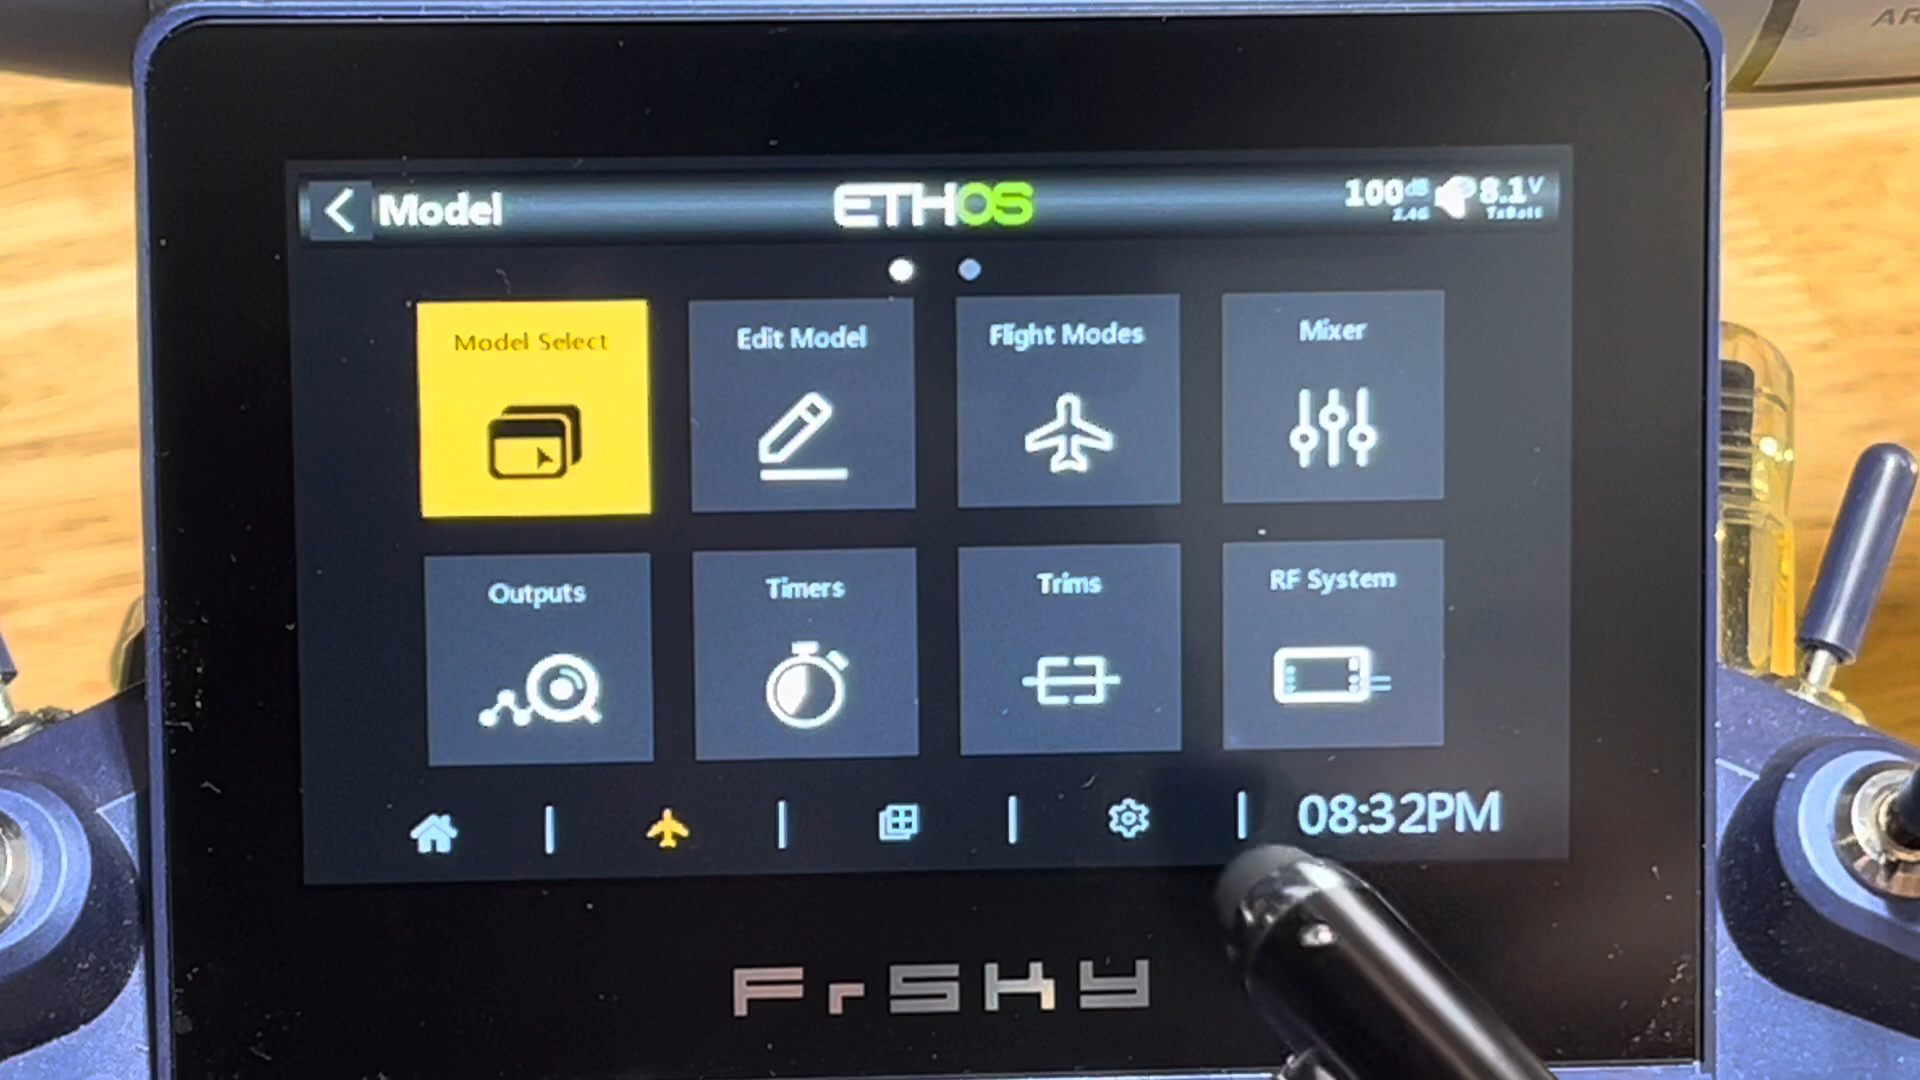 Model
ETHOS
100dB
2.4G
8.1V
TxBatt
Model Select
Edit Model
Flight Modes
Mixer
Outputs
Timers
Trims
RF System
08:32PM
FrSKY